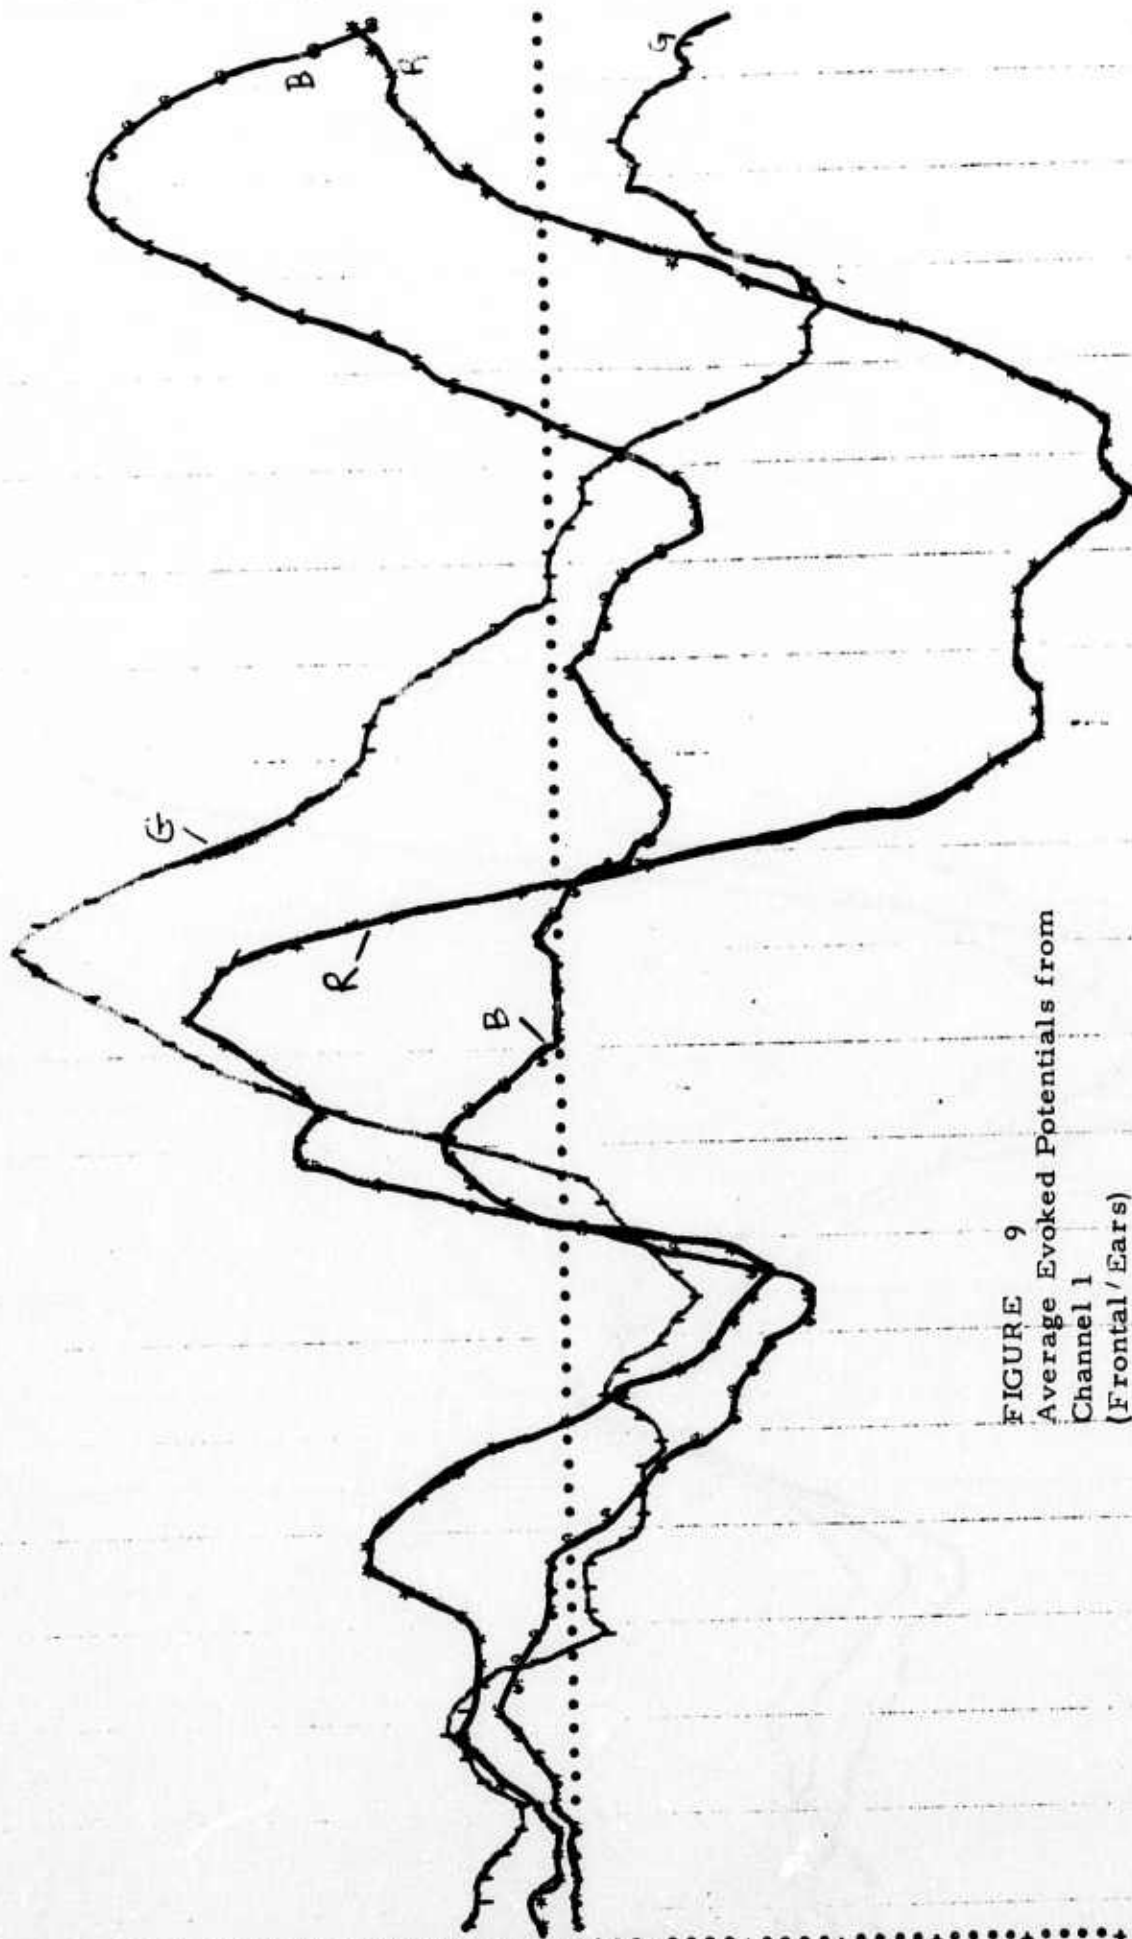 B
R
G
G
R
B
FIGURE 9
Average Evoked Potentials from
Channel 1
(Frontal/Ears)